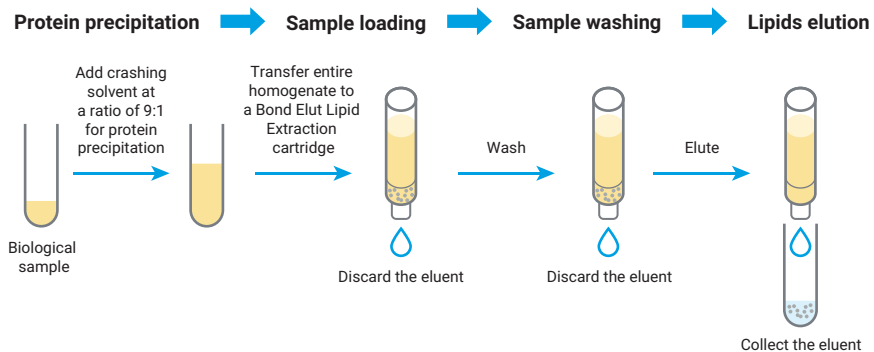 Protein precipitation
Sample loading
Sample washing
Lipids elution
Add crashing
solvent at
a ratio of 9:1
for protein
precipitation
Transfer entire
homogenate to
a Bond Elut Lipid
Extraction
cartridge
Wash
Elute
Biological
sample
Discard the eluent
Discard the eluent
Collect the eluent